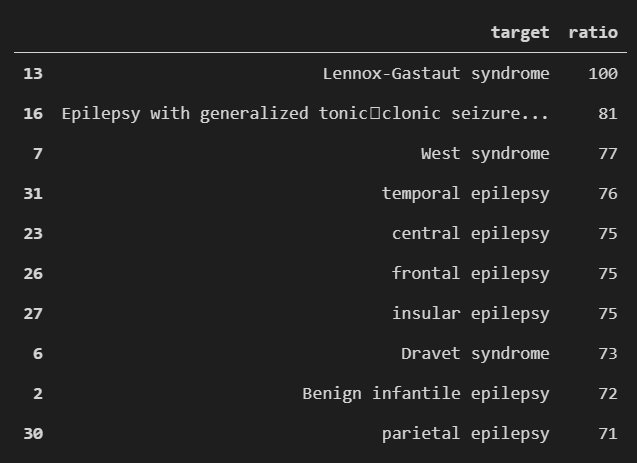 target ratio
13 Lennox-Gastaut syndrome 100
16 Epilepsy with generalized tonic□clonic seizure... 81
7 West syndrome 77
31 temporal epilepsy 76
23 central epilepsy 75
26 frontal epilepsy 75
27 insular epilepsy 75
6 Dravet syndrome 73
2 Benign infantile epilepsy 72
30 parietal epilepsy 71